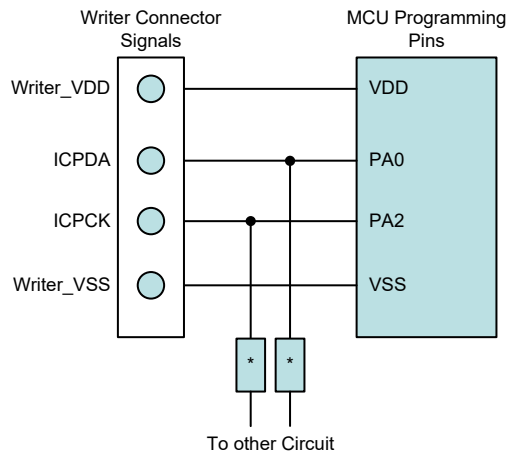 Writer Connector
Signals
MCU Programming
Pins
Writer_VDD
VDD
ICPDA
PA0
ICPCK
PA2
Writer_VSS
VSS
*
*
To other Circuit